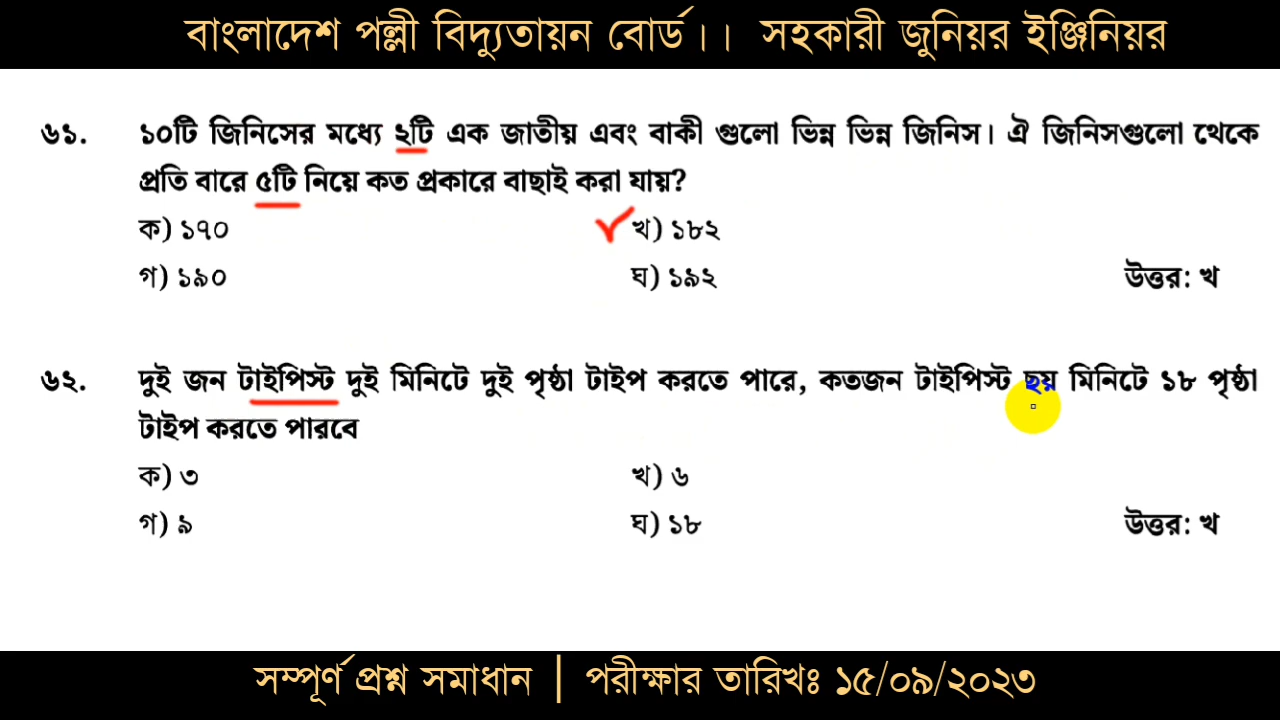 বাংলাদেশ পল্লী বিদ্যুতায়ন বোর্ড।। সহকারী জুনিয়র ইঞ্জিনিয়র
৬১. ১০টি জিনিসের মধ্যে ২টি এক জাতীয় এবং বাকী গুলো ভিন্ন ভিন্ন জিনিস। ঐ জিনিসগুলো থেকে
প্রতি বারে ৫টি নিয়ে কত প্রকারে বাছাই করা যায়?
ক) ১৭০ খ) ১৮২
গ) ১৯০ ঘ) ১৯২ উত্তর: খ
৬২. দুই জন টাইপিস্ট দুই মিনিটে দুই পৃষ্ঠা টাইপ করতে পারে, কতজন টাইপিস্ট ছয় মিনিটে ১৮ পৃষ্ঠা
টাইপ করতে পারবে
ক) ৩ খ) ৬
গ) ৯ ঘ) ১৮ উত্তর: খ
সম্পূর্ণ প্রশ্ন সমাধান | পরীক্ষার তারিখঃ ১৫/০৯/২০২৩